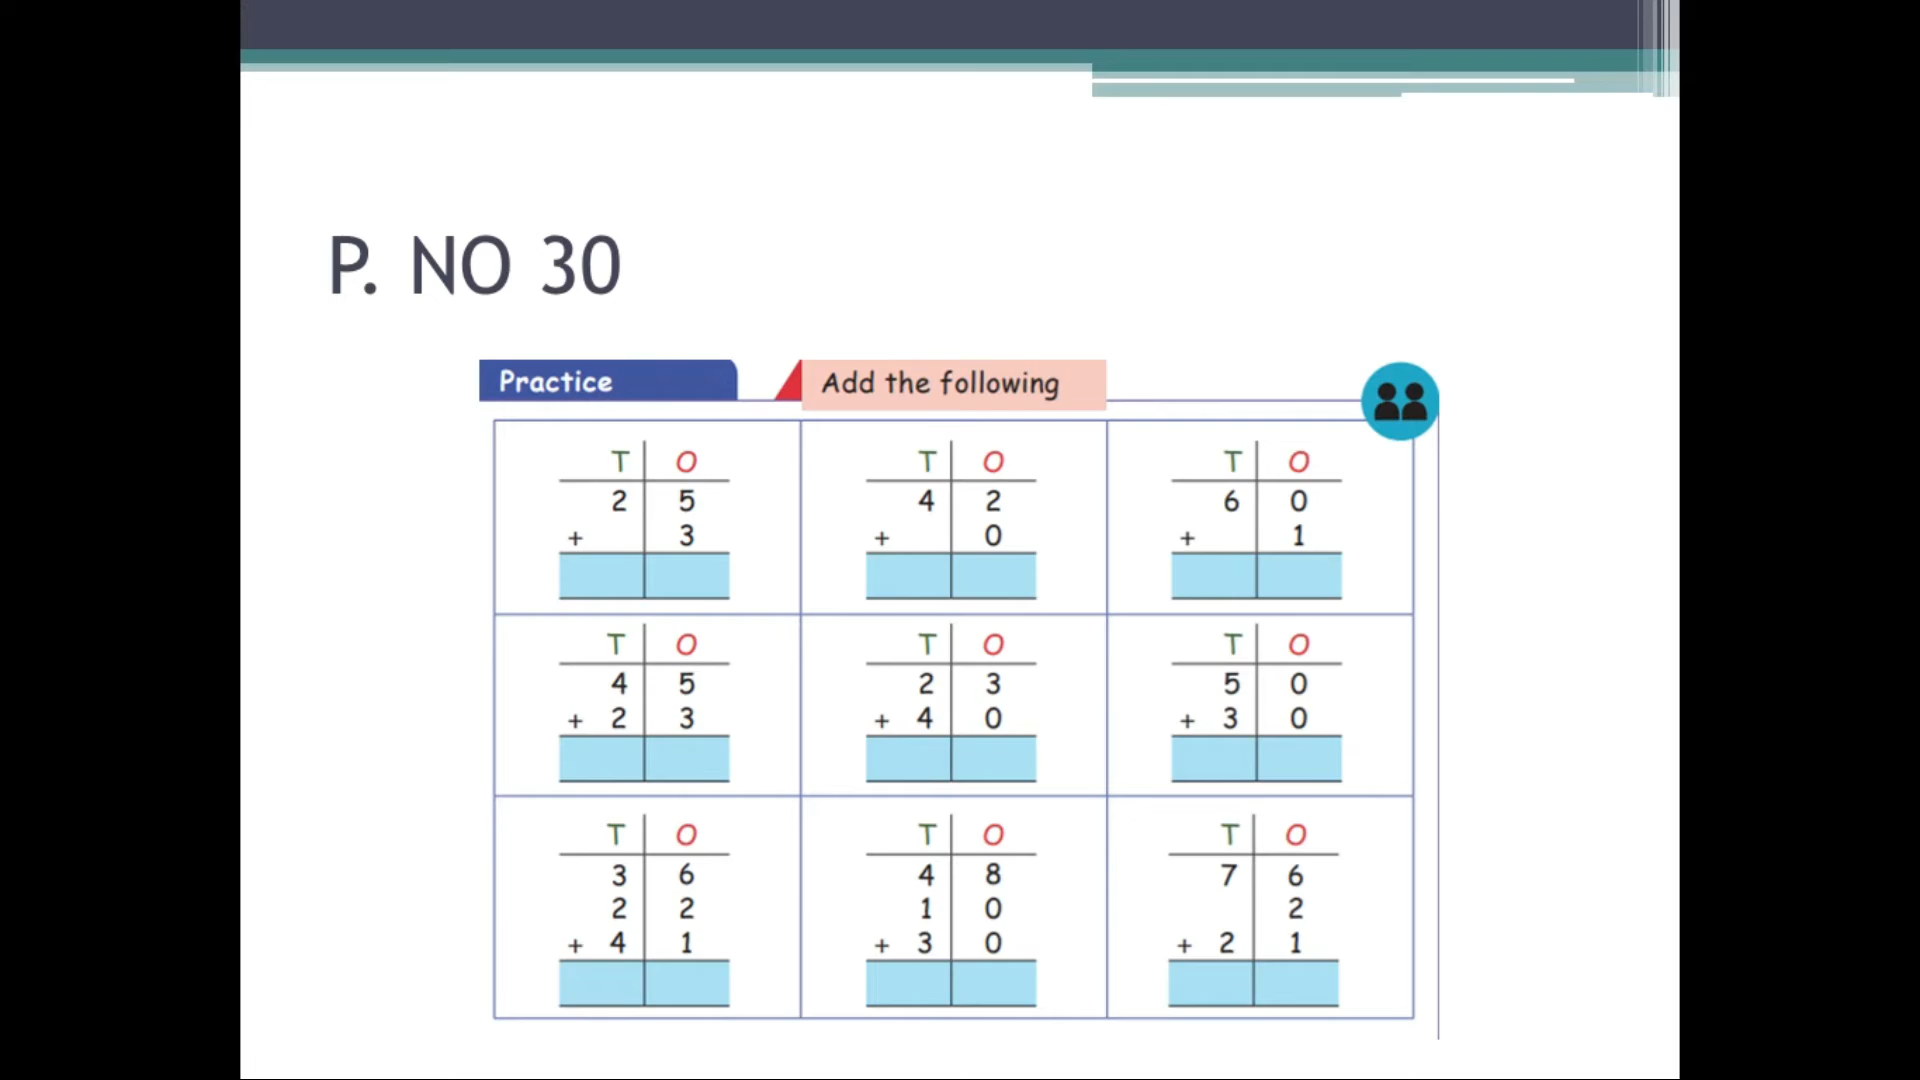 P. NO 30
Practice
Add the following
T O T O T O
2 5 4 2 6 0
+ 3 + 0 + 1
T O T O T O
4 5 2 3 5 0
+ 2 3 + 4 0 + 3 0
T O T O T O
3 6 4 8 7 6
2 2 1 0 2
+ 4 1 + 3 0 + 2 1